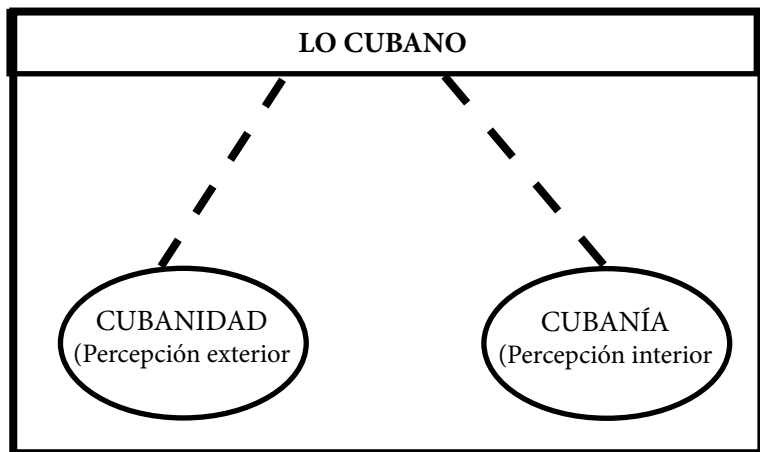 LO CUBANO
CUBANIDAD
(Percepción exterior
CUBANÍA
(Percepción interior